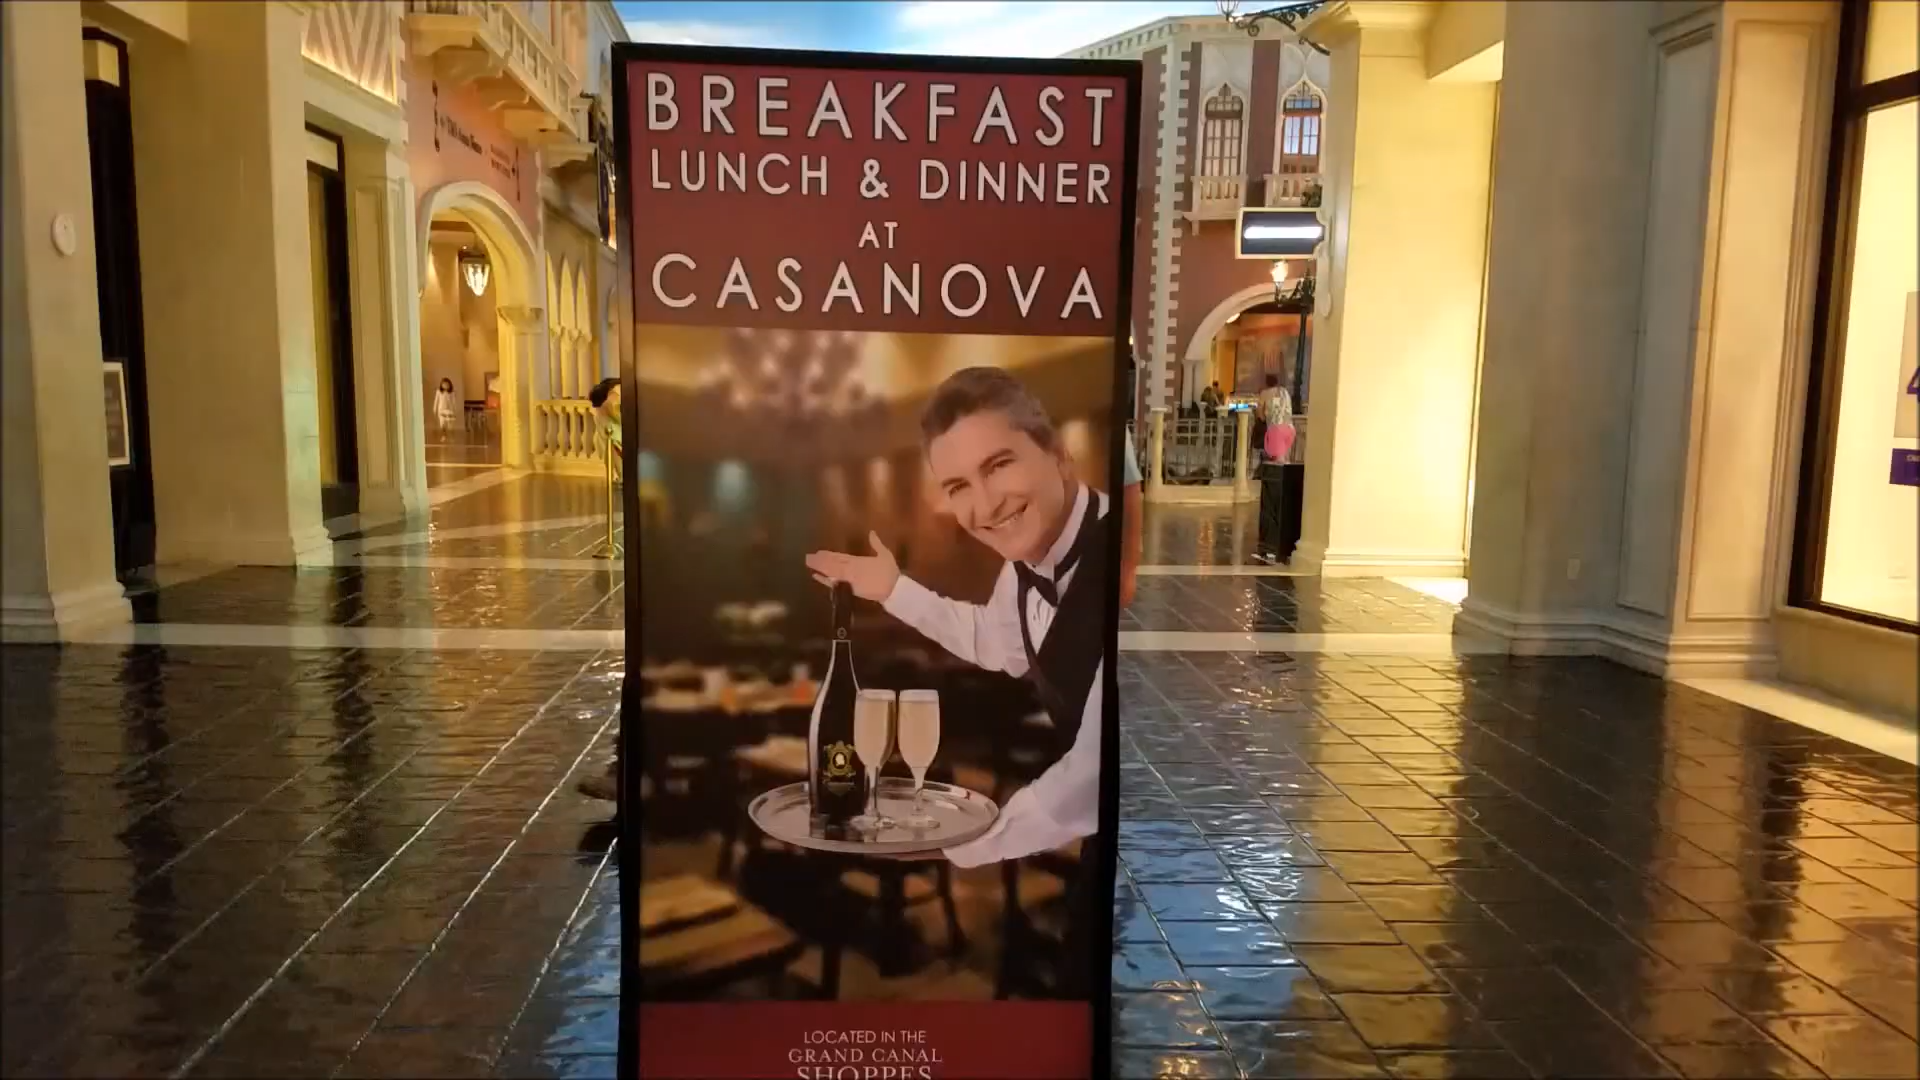 BREAKFAST
LUNCH & DINNER
AT
CASANOVA
LOCATED IN THE
GRAND CANAL
SHOPPES